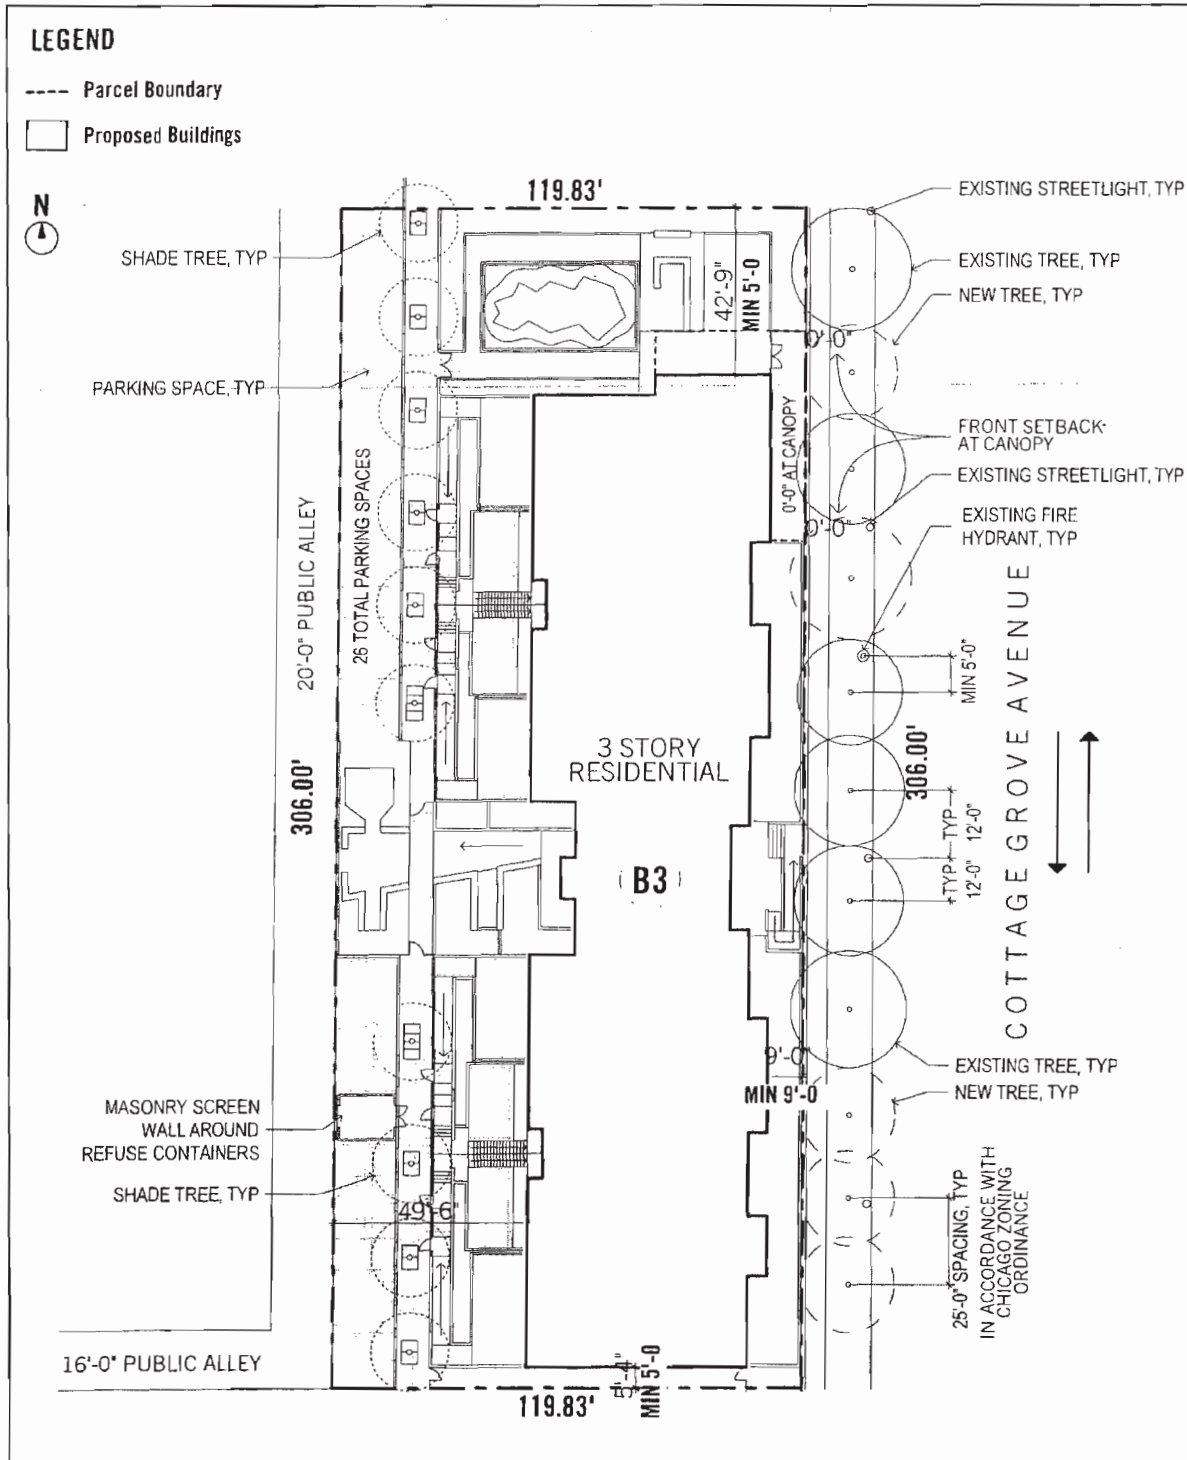 LEGEND
---- Parcel Boundary
Proposed Buildings
N
119.83'
EXISTING STREETLIGHT, TYP
SHADE TREE, TYP
EXISTING TREE, TYP
NEW TREE, TYP
42'-9"
MIN 5'-0
0'-0"
PARKING SPACE, TYP
FRONT SETBACK-
AT CANOPY
0'-0" AT CANOPY
EXISTING STREETLIGHT, TYP
0'-0"
EXISTING FIRE
HYDRANT, TYP
20'-0" PUBLIC ALLEY
26 TOTAL PARKING SPACES
MIN 5'-0"
COTTAGE GROVE AVENUE
3 STORY
RESIDENTIAL
306.00'
306.00'
TYP
12'-0"
TYP
12'-0"
B3
9'-0"
MIN 9'-0
EXISTING TREE, TYP
NEW TREE, TYP
MASONRY SCREEN
WALL AROUND
REFUSE CONTAINERS
SHADE TREE, TYP
49'-6"
25'-0" SPACING, TYP
IN ACCORDANCE WITH
CHICAGO ZONING
ORDINANCE
16'-0" PUBLIC ALLEY
MIN 5'-0
119.83'